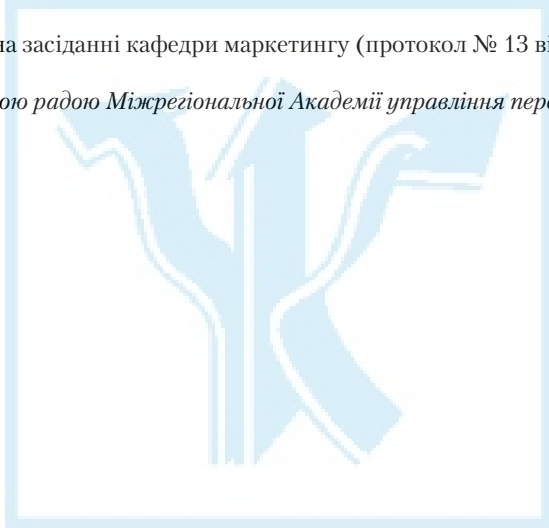 на засіданні кафедри маркетингу (протокол № 13 ві
ою радою Міжрегіональної Академії управління перс